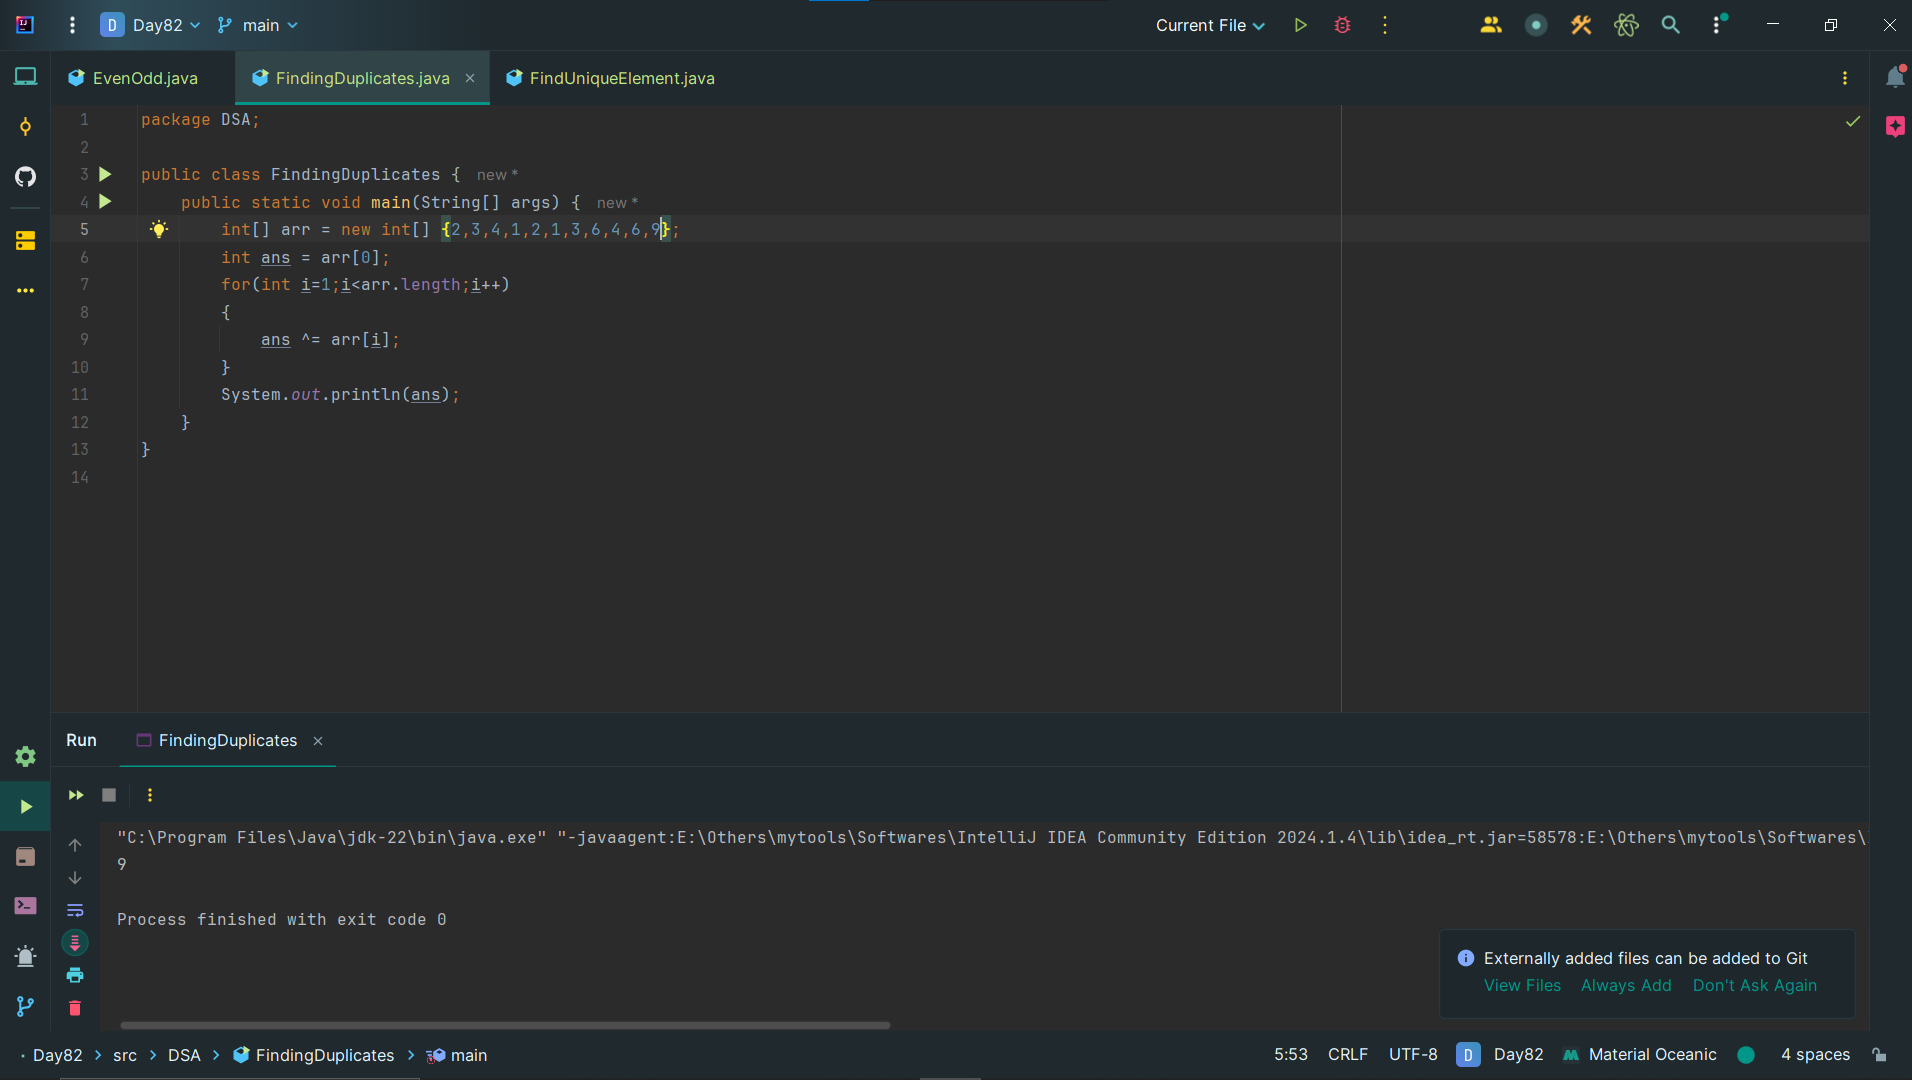 D Day82 main Current File
EvenOdd.java FindingDuplicates.java FindUniqueElement.java
1 package DSA;
2
3 public class FindingDuplicates { new *
4 public static void main(String[] args) { new *
5 int[] arr = new int[] {2,3,4,1,2,1,3,6,4,6,9};
6 int ans = arr[0];
7 for(int i=1;i<arr.length;i++)
8 {
9 ans ^= arr[i];
10 }
11 System.out.println(ans);
12 }
13 }
14
Run FindingDuplicates
"C:\Program Files\Java\jdk-22\bin\java.exe" "-javaagent:E:\Others\mytools\Softwares\IntelliJ IDEA Community Edition 2024.1.4\lib\idea_rt.jar=58578:E:\Others\mytools\Softwares\
9
Process finished with exit code 0
Externally added files can be added to Git
View Files Always Add Don't Ask Again
Day82 > src > DSA > FindingDuplicates > main 5:53 CRLF UTF-8 D Day82 Material Oceanic 4 spaces